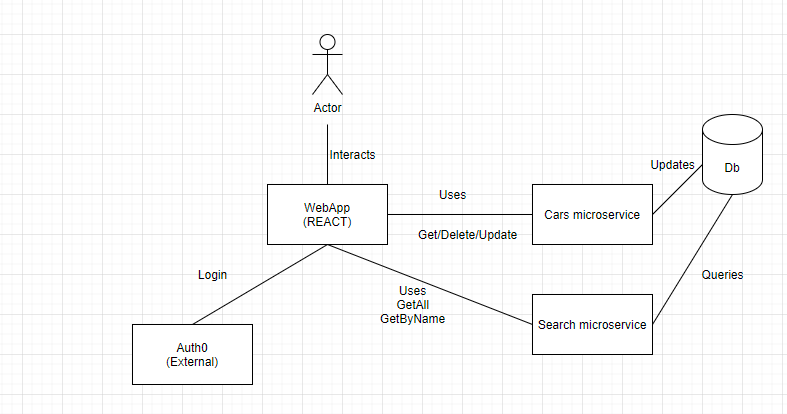 Actor
Interacts
WebApp
(REACT)
Uses
Get/Delete/Update
Cars microservice
Updates
Db
Login
Uses
GetAll
GetByName
Queries
Search microservice
Auth0
(External)